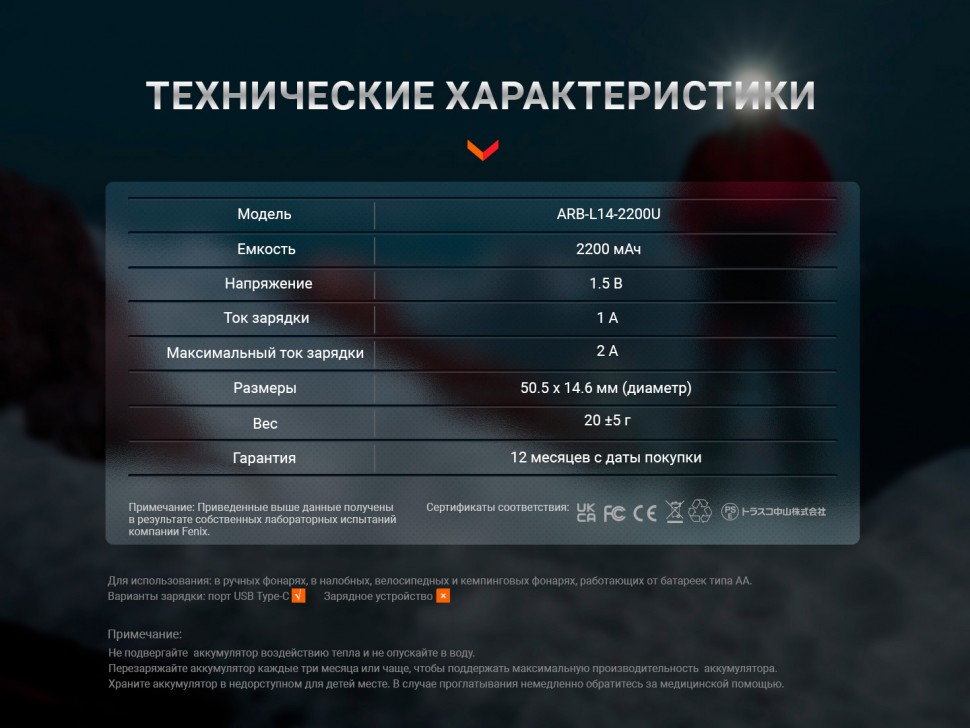 ТЕХНИЧЕСКИЕ ХАРАКТЕРИСТИКИ
Модель ARB-L14-2200U
Емкость 2200 мАч
Напряжение 1.5 В
Ток зарядки 1 А
Максимальный ток зарядки 2 А
Размеры 50.5 x 14.6 мм (диаметр)
Вес 20 ±5 г
Гарантия 12 месяцев с даты покупки
Примечание: Приведенные выше данные получены
в результате собственных лабораторных испытаний
компании Fenix.
Сертификаты соответствия: UK CA FC CE PS E トラスコ中山株式会社
Для использования: в ручных фонарях, в налобных, велосипедных и кемпинговых фонарях, работающих от батареек типа АА.
Варианты зарядки: порт USB Type-C √ Зарядное устройство ×
Примечание:
Не подвергайте аккумулятор воздействию тепла и не опускайте в воду.
Перезаряжайте аккумулятор каждые три месяца или чаще, чтобы поддержать максимальную производительность аккумулятора.
Храните аккумулятор в недорступном для детей месте. В случае проглатывания немедленно обратитесь за медицинской помощью.